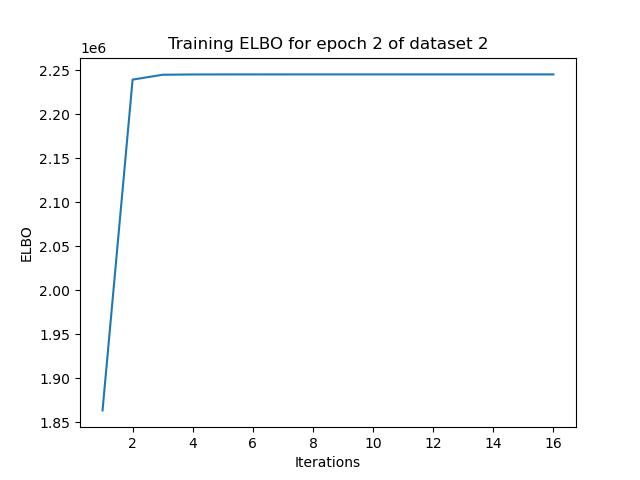 Training ELBO for epoch 2 of dataset 2
1e6
2.25
2.20
2.15
2.10
2.05
2.00
1.95
1.90
1.85
ELBO
2 4 6 8 10 12 14 16
Iterations